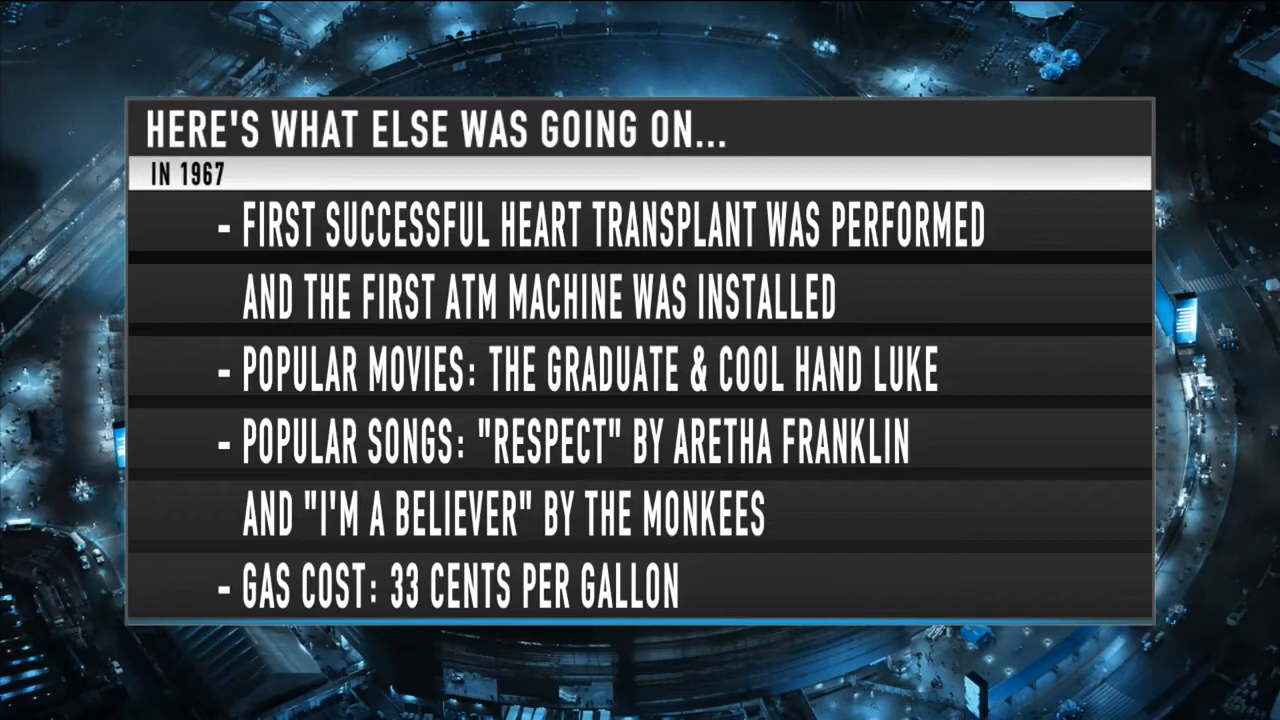 HERE'S WHAT ELSE WAS GOING ON...
IN 1967
- FIRST SUCCESSFUL HEART TRANSPLANT WAS PERFORMED
AND THE FIRST ATM MACHINE WAS INSTALLED
- POPULAR MOVIES: THE GRADUATE & COOL HAND LUKE
- POPULAR SONGS: "RESPECT" BY ARETHA FRANKLIN
AND "I'M A BELIEVER" BY THE MONKEES
- GAS COST: 33 CENTS PER GALLON